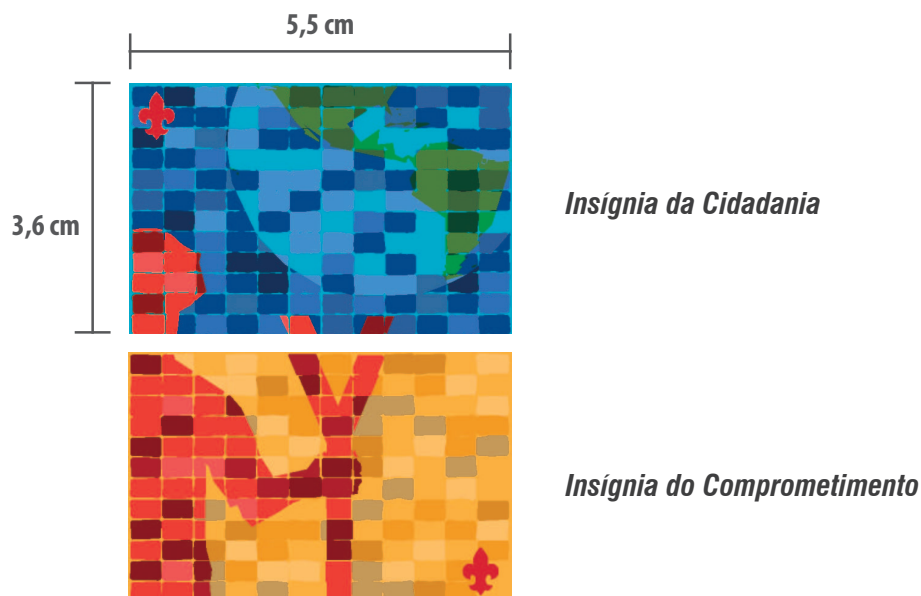 5,5 cm
3,6 cm
Insígnia da Cidadania
Insígnia do Comprometimento